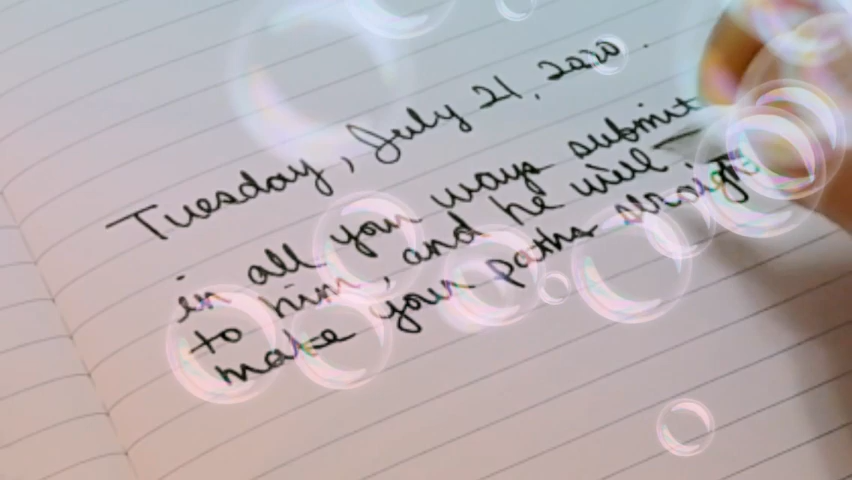 Tuesday, July 21, 2020.
in all your ways submit
to him, and he will
make your paths straight